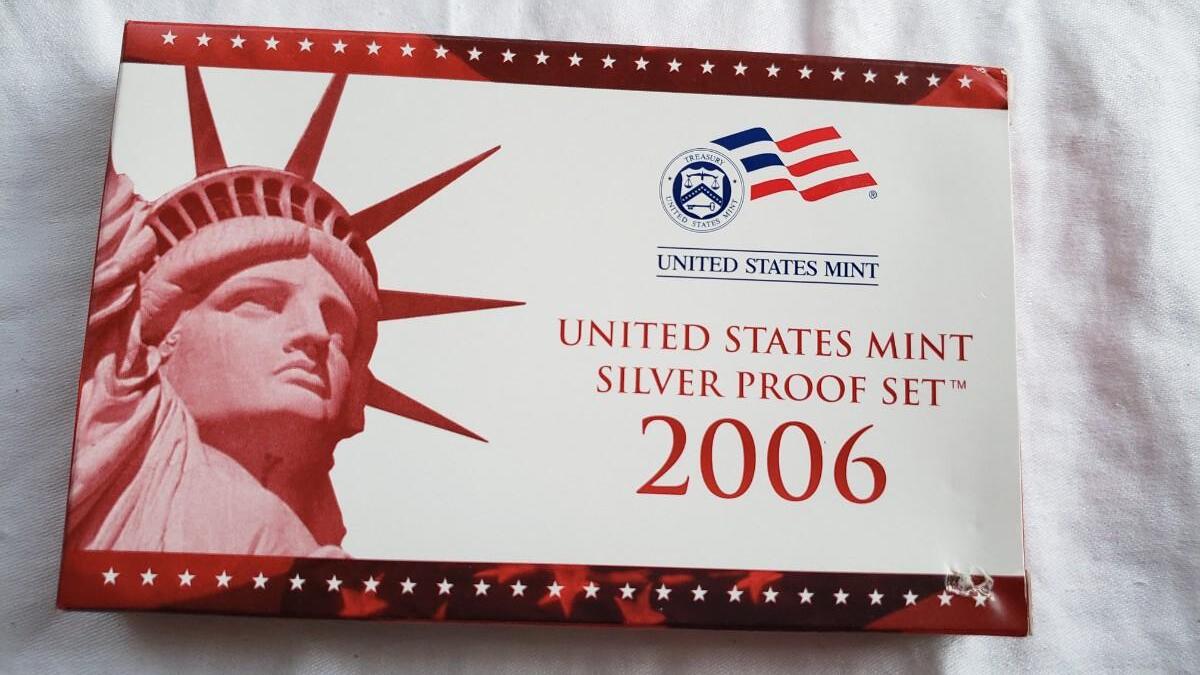 TREASURY
UNITED STATES MINT
®
UNITED STATES MINT
UNITED STATES MINT
SILVER PROOF SET™
2006